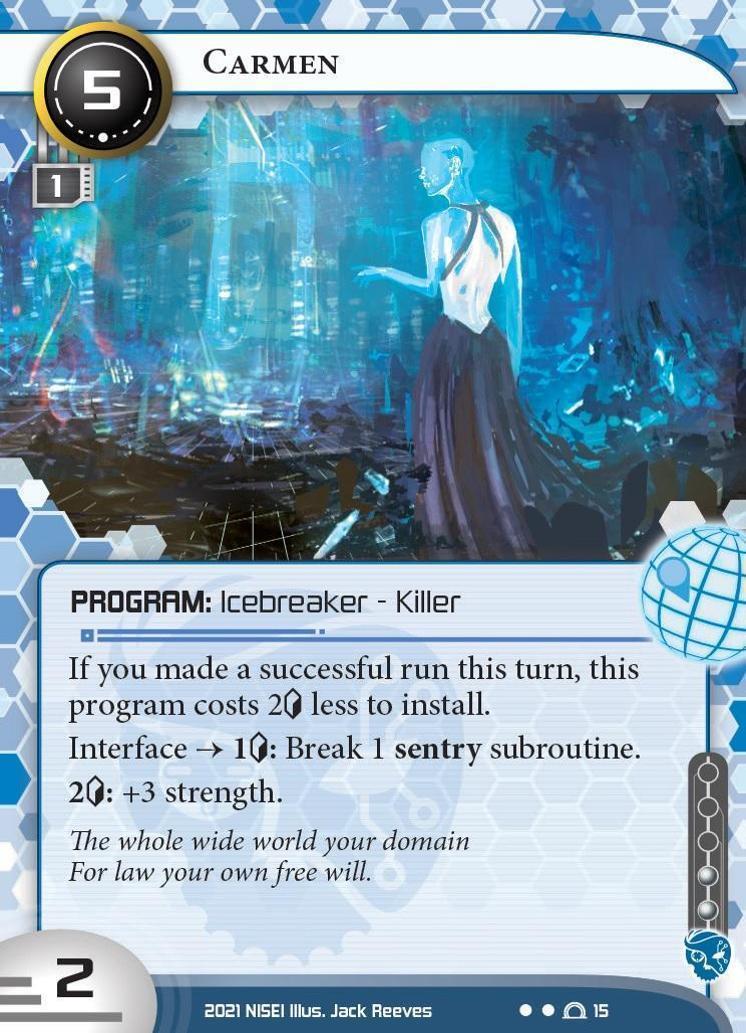 5
CARMEN
1
PROGRAM: Icebreaker - Killer
If you made a successful run this turn, this
program costs 2 less to install.
Interface → 1: Break 1 sentry subroutine.
2: +3 strength.
The whole wide world your domain
For law your own free will.
2
2021 NISEI Illus. Jack Reeves
15